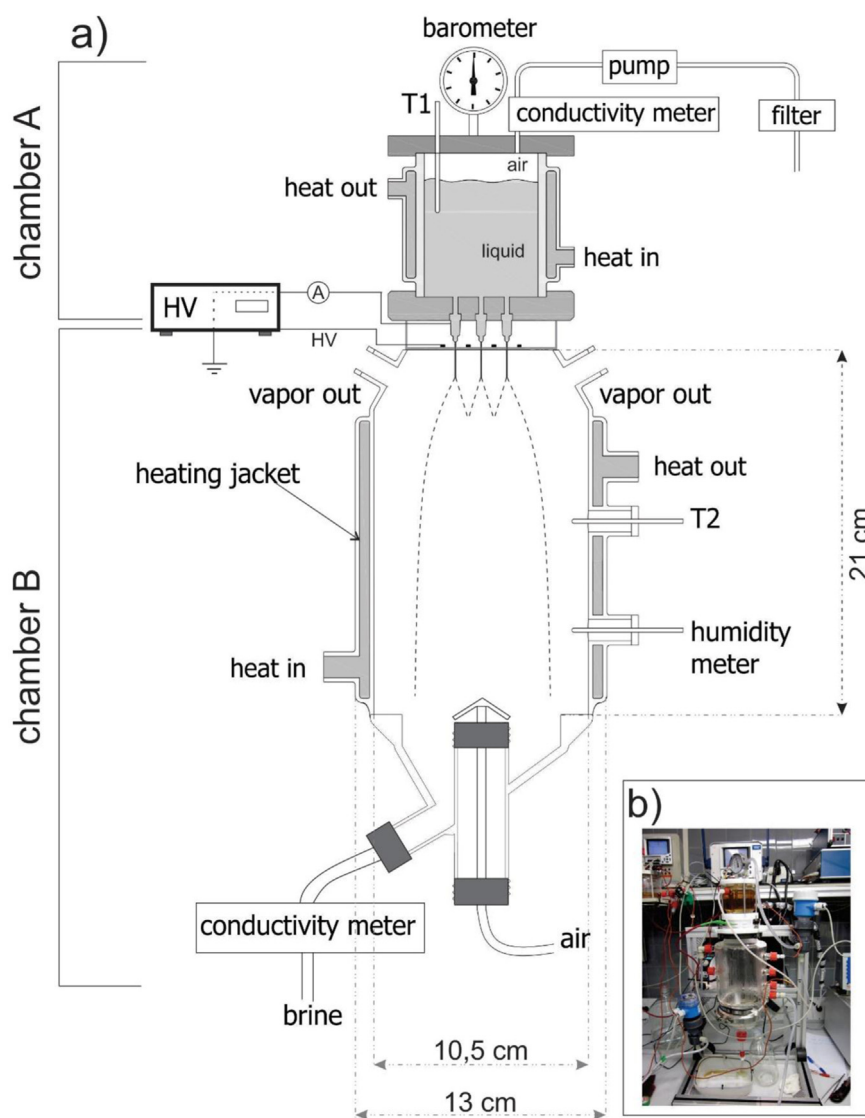 a)
barometer
pump
T1
conductivity meter
filter
air
heat out
chamber A
liquid
heat in
HV
A
HV
vapor out
vapor out
heating jacket
heat out
T2
21 cm
chamber B
humidity
meter
heat in
b)
conductivity meter
air
brine
10,5 cm
13 cm